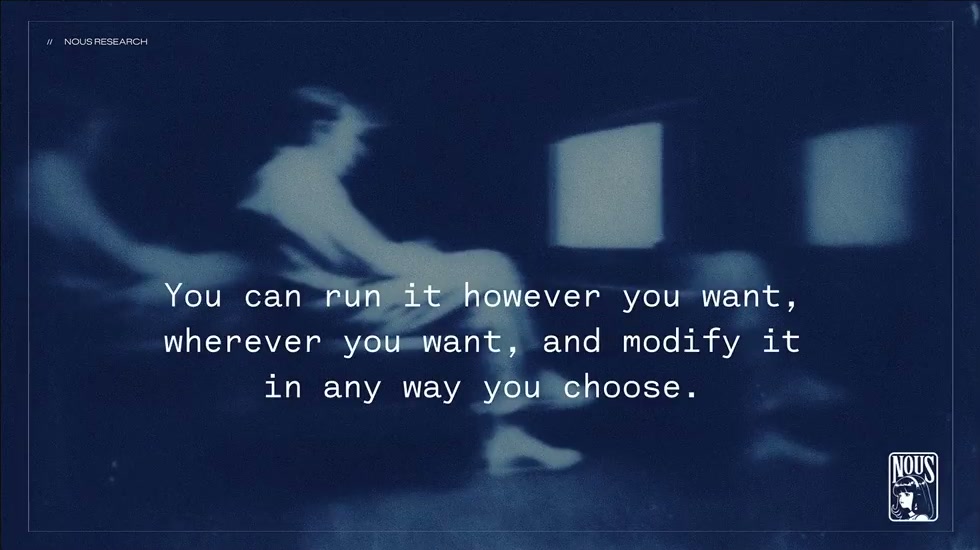 // NOUS RESEARCH
You can run it however you want,
wherever you want, and modify it
in any way you choose.
NOUS